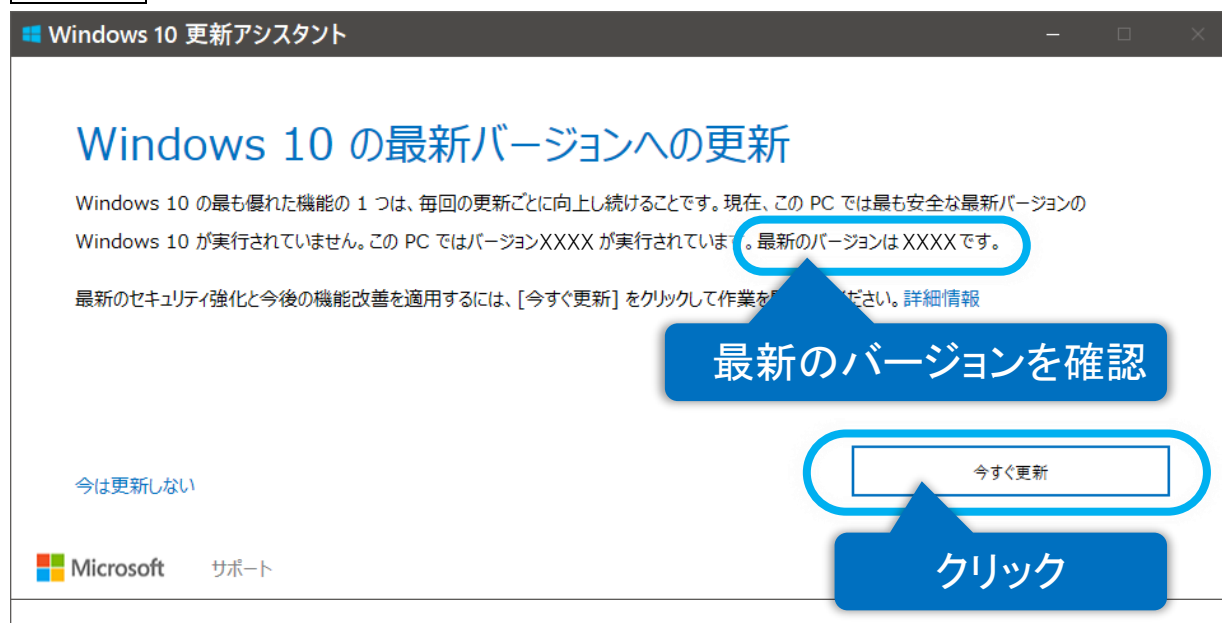 Windows 10 更新アシスタント
Windows 10 の最新バージョンへの更新
Windows 10 の最も優れた機能の 1 つは、毎回の更新ごとに向上し続けることです。現在、この PC では最も安全な最新バージョンの
Windows 10 が実行されていません。この PC ではバージョンXXXX が実行されています。最新のバージョンは XXXX です。
最新のセキュリティ強化と今後の機能改善を適用するには、[今すぐ更新] をクリックして作業を ださい。詳細情報
最新のバージョンを確認
今すぐ更新
今は更新しない
クリック
Microsoft サポート